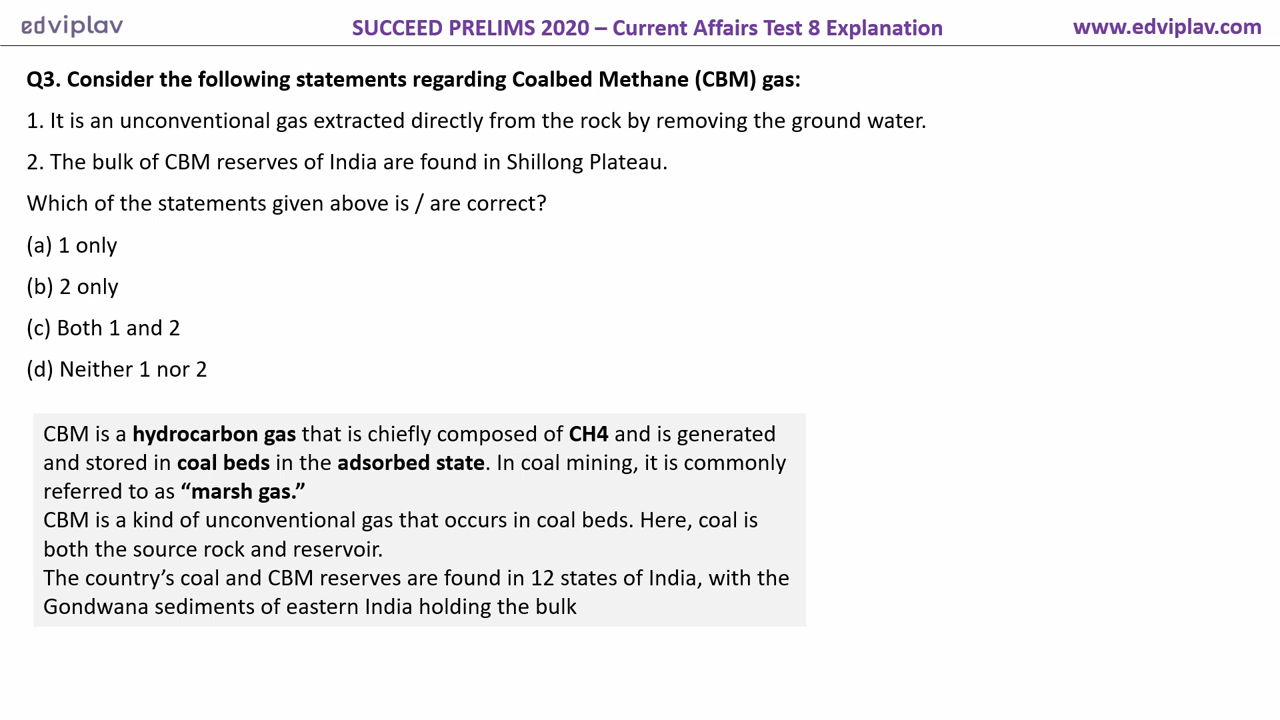 edviplav
SUCCEED PRELIMS 2020 – Current Affairs Test 8 Explanation
www.edviplav.com
Q3. Consider the following statements regarding Coalbed Methane (CBM) gas:
1. It is an unconventional gas extracted directly from the rock by removing the ground water.
2. The bulk of CBM reserves of India are found in Shillong Plateau.
Which of the statements given above is / are correct?
(a) 1 only
(b) 2 only
(c) Both 1 and 2
(d) Neither 1 nor 2
CBM is a hydrocarbon gas that is chiefly composed of CH4 and is generated
and stored in coal beds in the adsorbed state. In coal mining, it is commonly
referred to as “marsh gas.”
CBM is a kind of unconventional gas that occurs in coal beds. Here, coal is
both the source rock and reservoir.
The country’s coal and CBM reserves are found in 12 states of India, with the
Gondwana sediments of eastern India holding the bulk